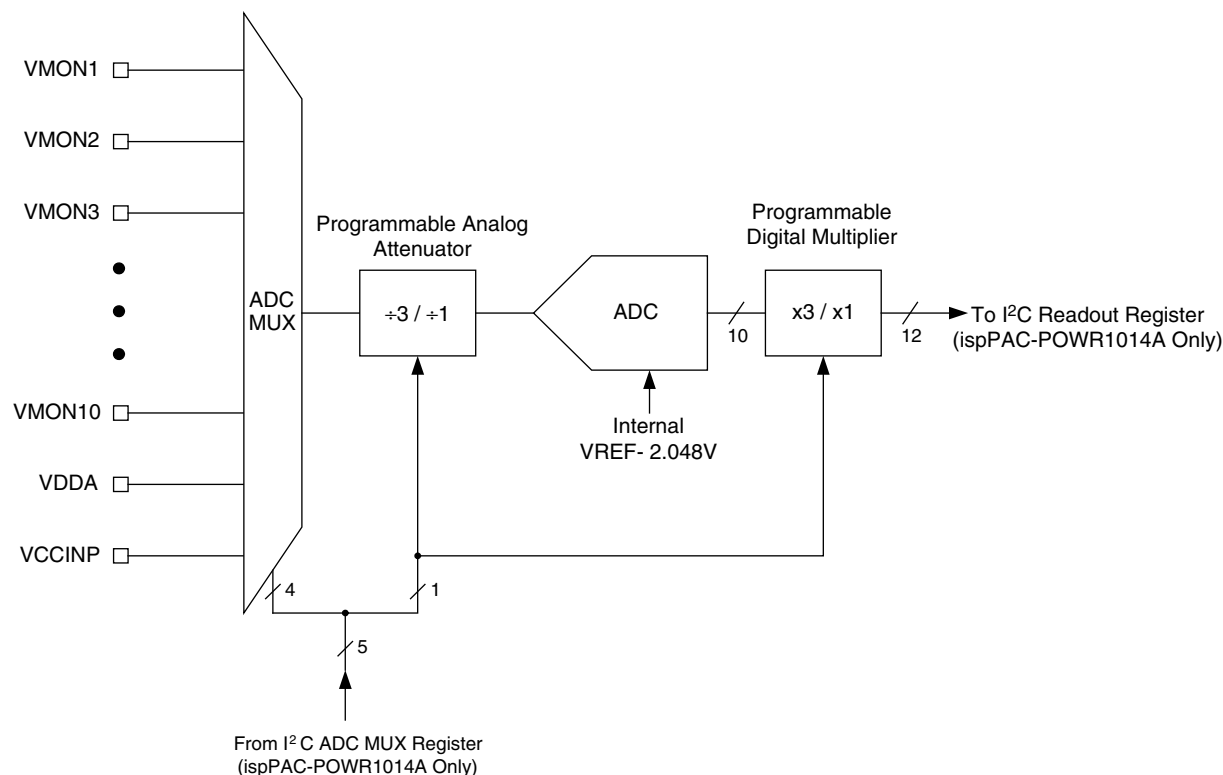 VMON1
VMON2
VMON3
VMON10
VDDA
VCCINP
ADC
MUX
Programmable Analog
Attenuator
÷3 / ÷1
ADC
Internal
VREF- 2.048V
10
Programmable
Digital Multiplier
x3 / x1
12
To I²C Readout Register
(ispPAC-POWR1014A Only)
4
1
5
From I² C ADC MUX Register
(ispPAC-POWR1014A Only)